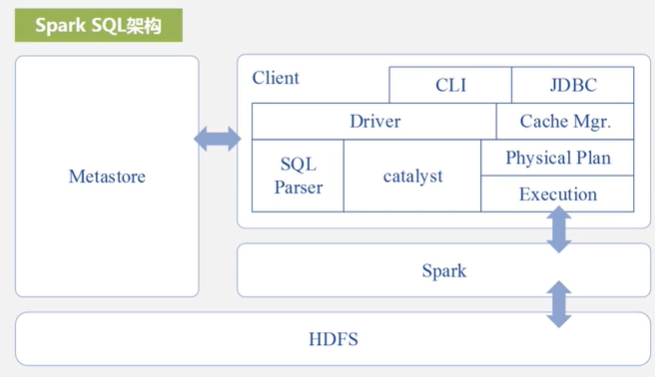 Spark SQL架构
Client
CLI
JDBC
Driver
Cache Mgr.
Metastore
SQL
Parser
catalyst
Physical Plan
Execution
Spark
HDFS